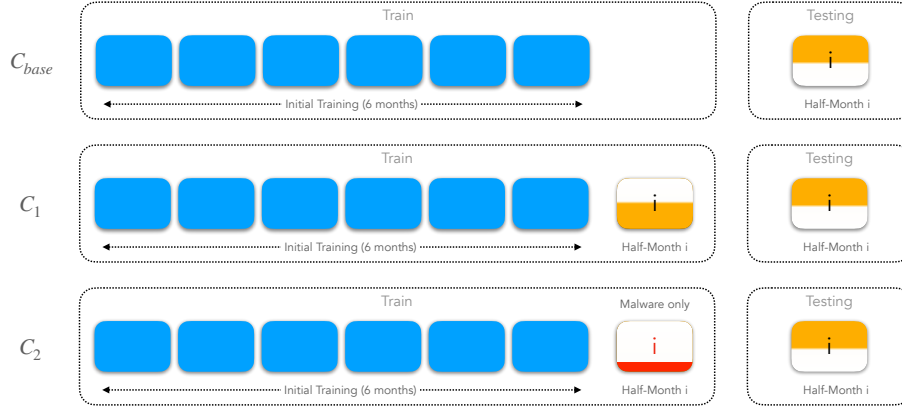 Train
Testing
C_base
i
Initial Training (6 months)
Half-Month i
Train
Testing
C_1
i
i
Initial Training (6 months)
Half-Month i
Half-Month i
Train
Malware only
Testing
C_2
i
i
Initial Training (6 months)
Half-Month i
Half-Month i